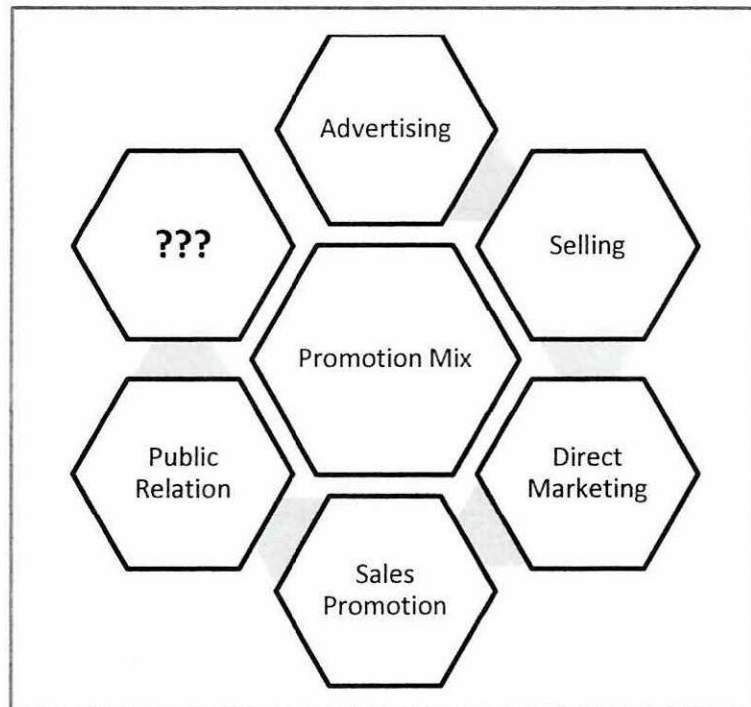 Advertising
???
Selling
Promotion Mix
Public
Relation
Direct
Marketing
Sales
Promotion